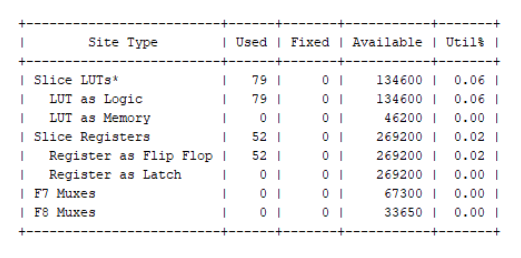 +-------------------------+------+-------+-----------+-------+
|        Site Type        | Used | Fixed | Available | Util% |
+-------------------------+------+-------+-----------+-------+
| Slice LUTs*             |   79 |     0 |    134600 |  0.06 |
|   LUT as Logic          |   79 |     0 |    134600 |  0.06 |
|   LUT as Memory         |    0 |     0 |     46200 |  0.00 |
| Slice Registers         |   52 |     0 |    269200 |  0.02 |
|   Register as Flip Flop |   52 |     0 |    269200 |  0.02 |
|   Register as Latch     |    0 |     0 |    269200 |  0.00 |
| F7 Muxes                |    0 |     0 |     67300 |  0.00 |
| F8 Muxes                |    0 |     0 |     33650 |  0.00 |
+-------------------------+------+-------+-----------+-------+